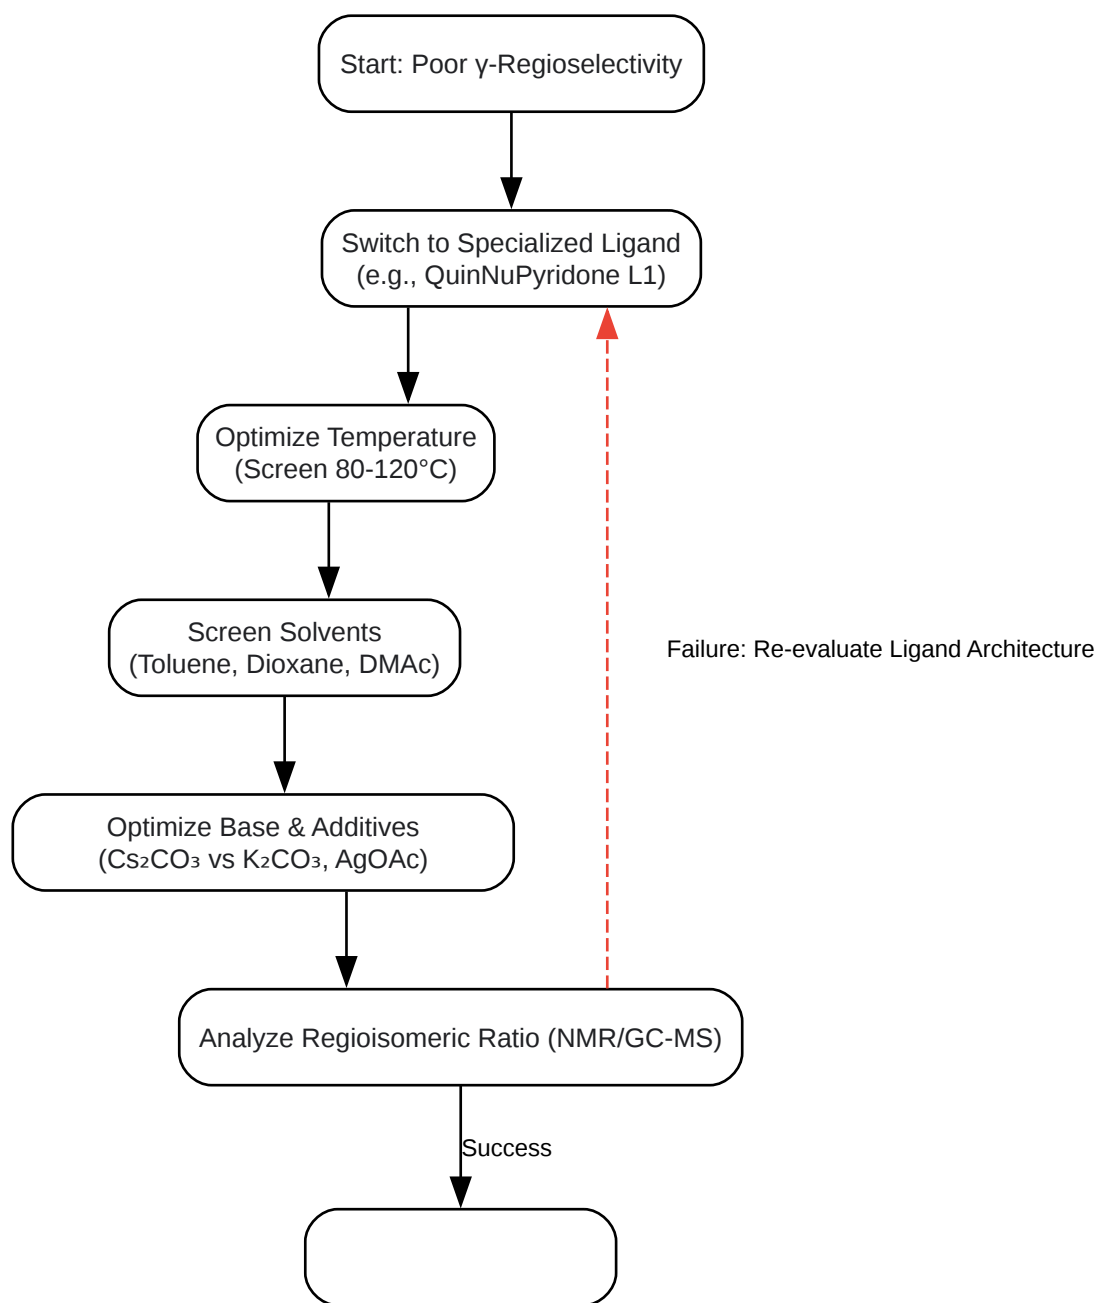 Start: Poor γ-Regioselectivity
Switch to Specialized Ligand
(e.g., QuinNuPyridone L1)
Optimize Temperature
(Screen 80-120°C)
Screen Solvents
(Toluene, Dioxane, DMAc)
Failure: Re-evaluate Ligand Architecture
Optimize Base & Additives
(Cs₂CO₃ vs K₂CO₃, AgOAc)
Analyze Regioisomeric Ratio (NMR/GC-MS)
Success